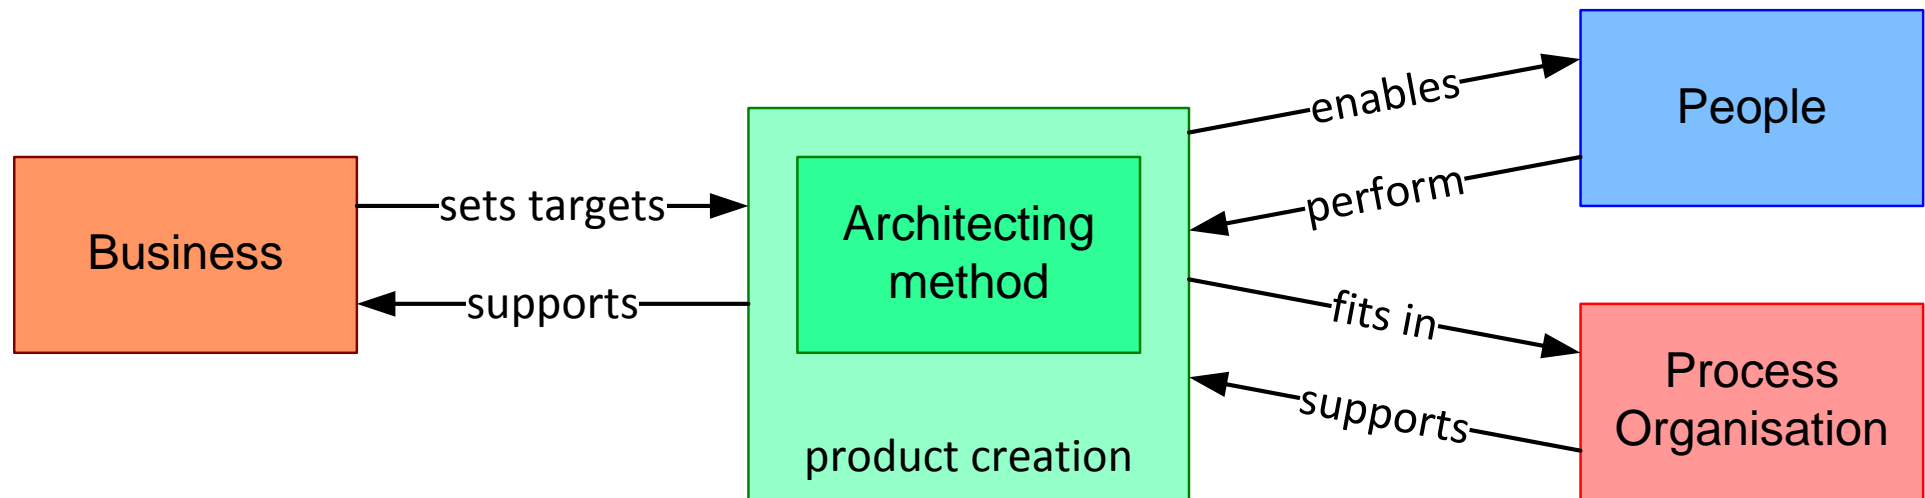 Business
sets targets
supports
Architecting
method
product creation
enables
perform
fits in
supports
People
Process
Organisation